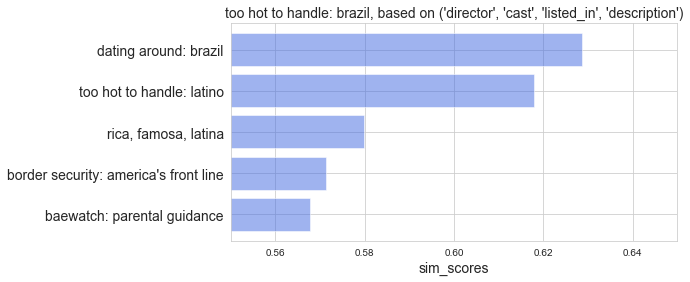 too hot to handle: brazil, based on ('director', 'cast', 'listed_in', 'description')
dating around: brazil
too hot to handle: latino
rica, famosa, latina
border security: america's front line
baewatch: parental guidance
0.56 0.58 0.60 0.62 0.64
sim_scores